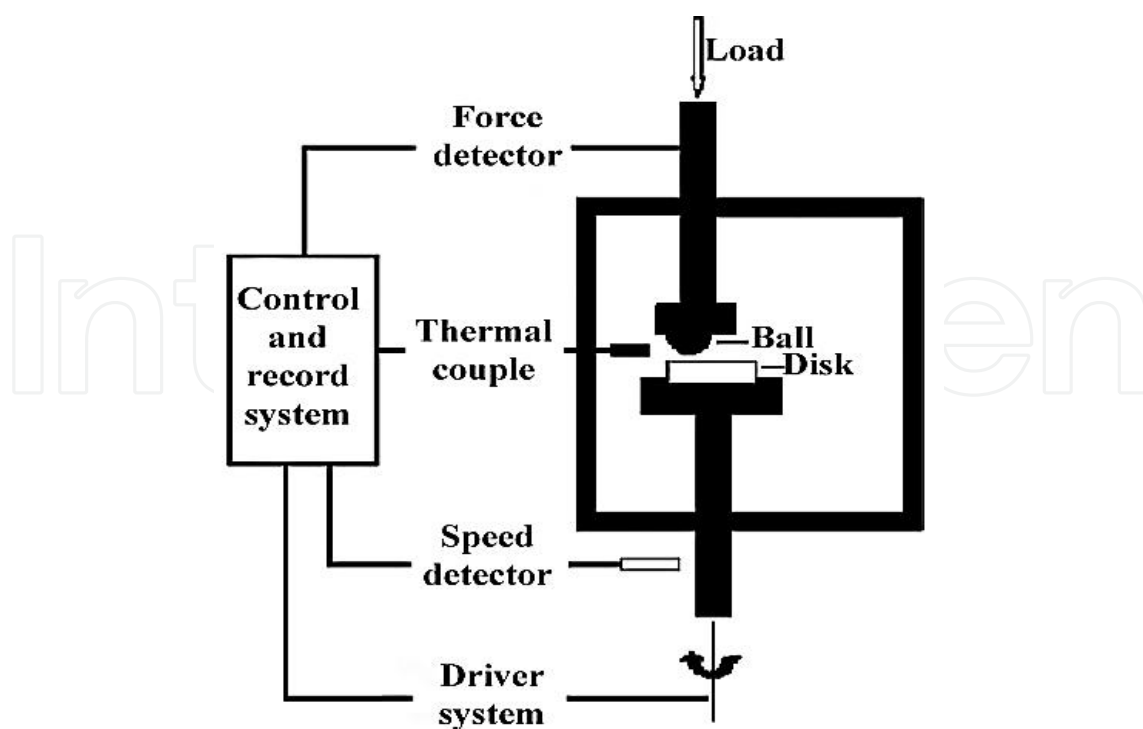 Load
Force
detector
Control
and
record
system
Thermal
couple
Ball
Disk
Speed
detector
Driver
system